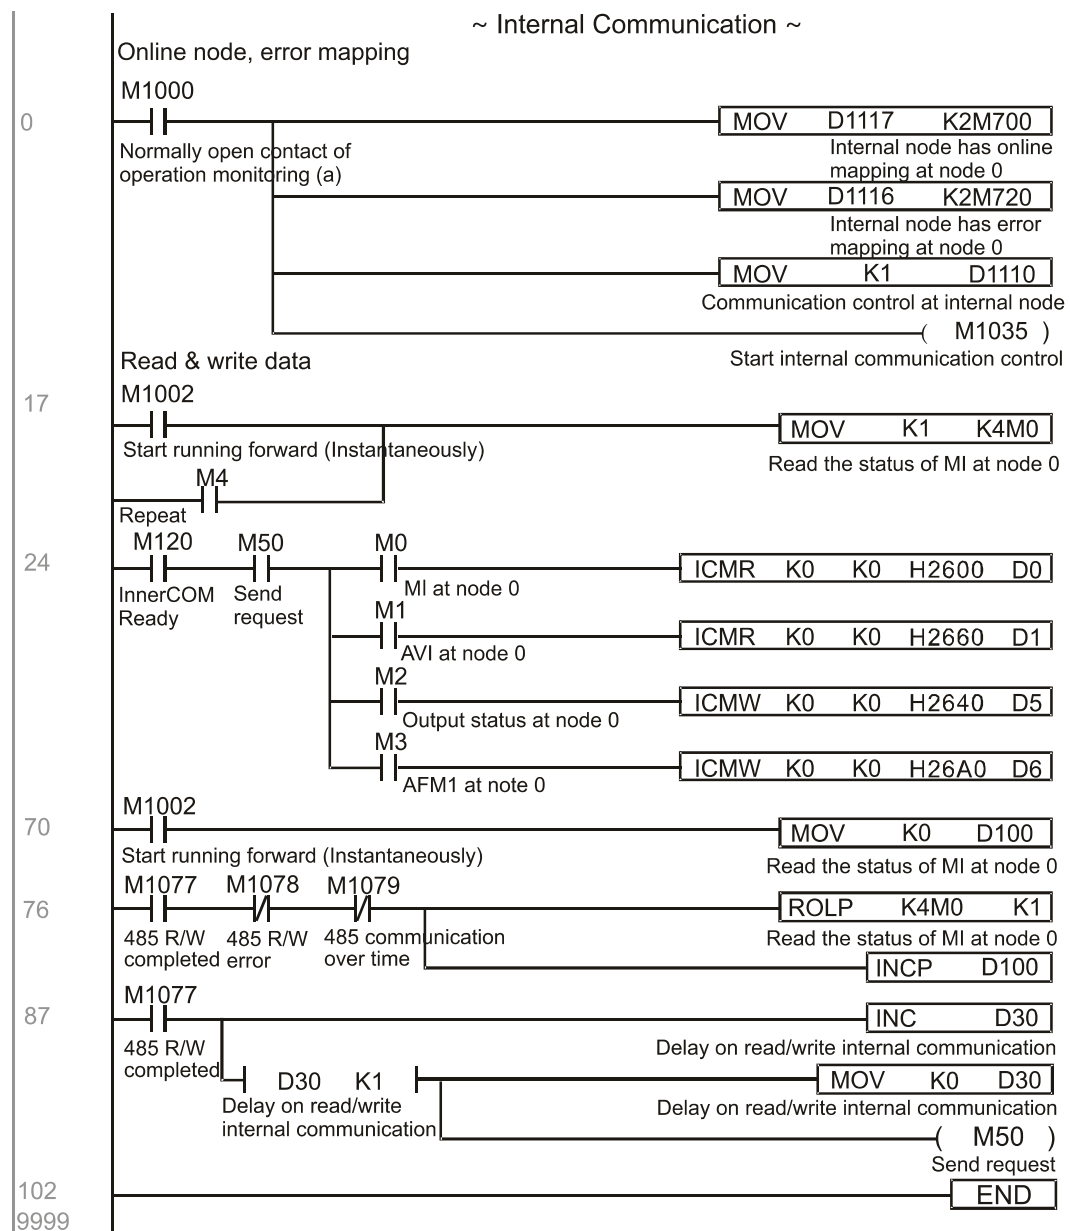 ~ Internal Communication ~
Online node, error mapping
M1000
0
MOV D1117 K2M700
Normally open contact of
operation monitoring (a)
Internal node has online
mapping at node 0
MOV D1116 K2M720
Internal node has error
mapping at node 0
MOV K1 D1110
Communication control at internal node
( M1035 )
Start internal communication control
Read & write data
M1002
17
MOV K1 K4M0
Start running forward (Instantaneously)
Read the status of MI at node 0
M4
Repeat
M120 M50 M0
24
ICMR K0 K0 H2600 D0
InnerCOM
Ready
Send
request
MI at node 0
M1
ICMR K0 K0 H2660 D1
AVI at node 0
M2
ICMW K0 K0 H2640 D5
Output status at node 0
M3
ICMW K0 K0 H26A0 D6
AFM1 at note 0
M1002
70
MOV K0 D100
Start running forward (Instantaneously)
Read the status of MI at node 0
M1077 M1078 M1079
76
ROLP K4M0 K1
485 R/W
completed
485 R/W
error
485 communication
over time
Read the status of MI at node 0
INCP D100
M1077
87
INC D30
485 R/W
completed
Delay on read/write internal communication
D30 K1
MOV K0 D30
Delay on read/write
internal communication
Delay on read/write internal communication
( M50 )
Send request
102
END
9999